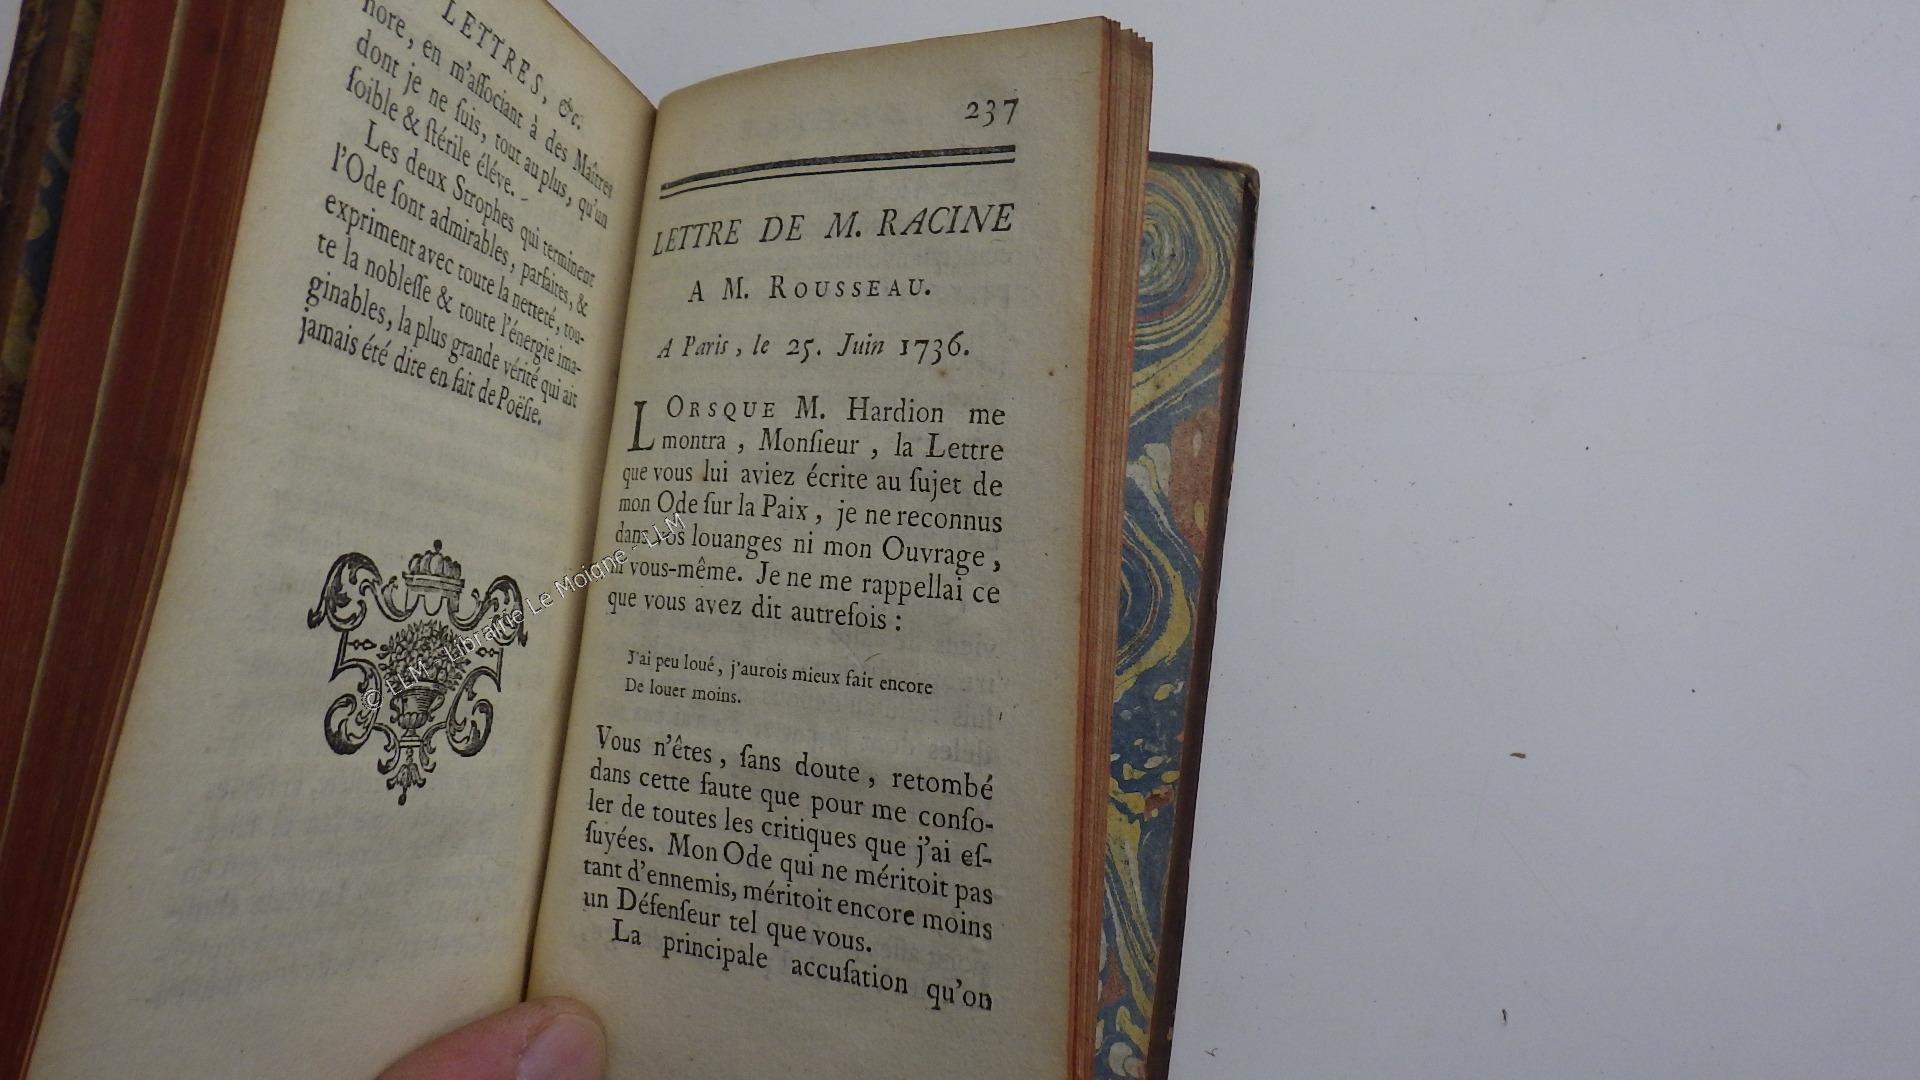 LETTRES, &c.
nore, en m'aſſociant à des Maîtres
dont je ne ſuis, tout au plus, qu'un
foible & ſtérile éléve.
Les deux Strophes qui terminent
l'Ode ſont admirables, parfaites, &
expriment avec toute la netteté, tou-
te la nobleſſe & toute l'énergie ima-
ginables, la plus grande vérité qui ait
jamais été dite en fait de Poëſie.
237
LETTRE DE M. RACINE
A M. ROUSSEAU.
A Paris, le 25. Juin 1736.
LORSQUE M. Hardion me
montra, Monſieur, la Lettre
que vous lui aviez écrite au ſujet de
mon Ode ſur la Paix, je ne reconnus
dans vos louanges ni mon Ouvrage,
ni vous-même. Je ne me rappellai ce
que vous avez dit autrefois :
J'ai peu loué, j'aurois mieux fait encore
De louer moins.
Vous n'êtes, ſans doute, retombé
dans cette faute que pour me conſo-
ler de toutes les critiques que j'ai eſ-
ſuyées. Mon Ode qui ne méritoit pas
tant d'ennemis, méritoit encore moins
un Défenſeur tel que vous.
La principale accuſation qu'on
© ELM - Librairie Le Moigne - LLM